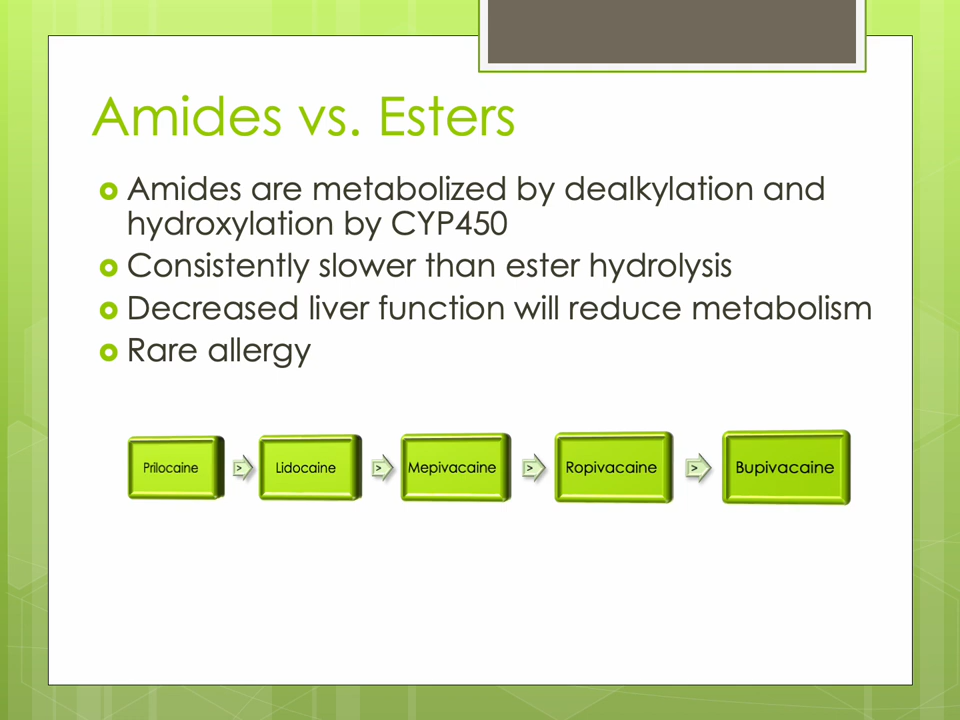 Amides vs. Esters
Amides are metabolized by dealkylation and
hydroxylation by CYP450
Consistently slower than ester hydrolysis
Decreased liver function will reduce metabolism
Rare allergy
Prilocaine > Lidocaine > Mepivacaine > Ropivacaine > Bupivacaine